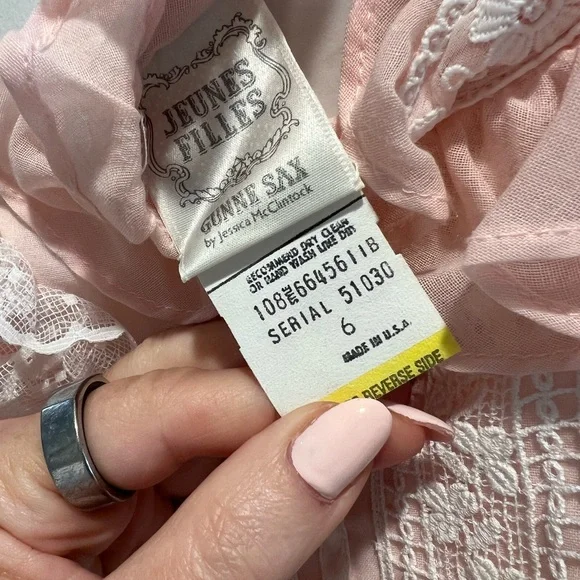 JEUNES
FILLES
GUNNE SAX
by Jessica McClintock
RECOMMEND DRY CLEAN
OR HAND WASH LINE DRY
6645611B
SERIAL 51030
6
MADE IN U.S.A.
REVERSE SIDE